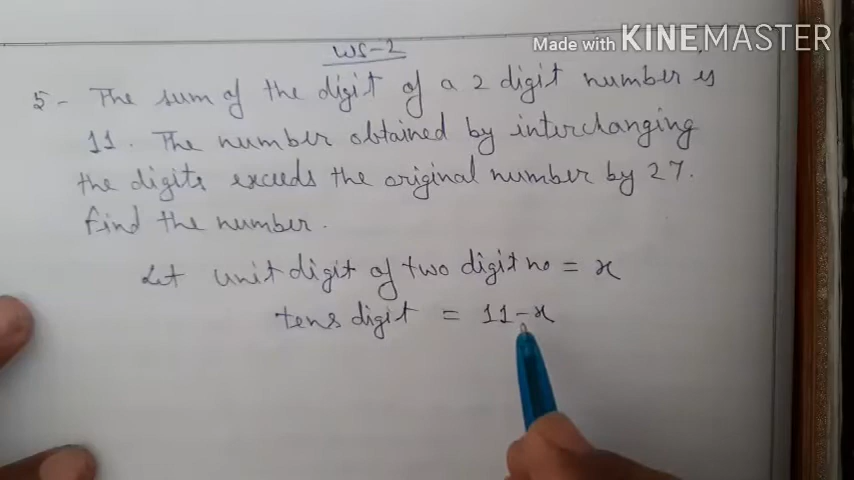 Made with KINEMASTER
WS-2
5- The sum of the digit of a 2 digit number is
11. The number obtained by interchanging
the digits exceeds the original number by 27.
find the number.
Let unit digit of two digit no = x
tens digit = 11-x